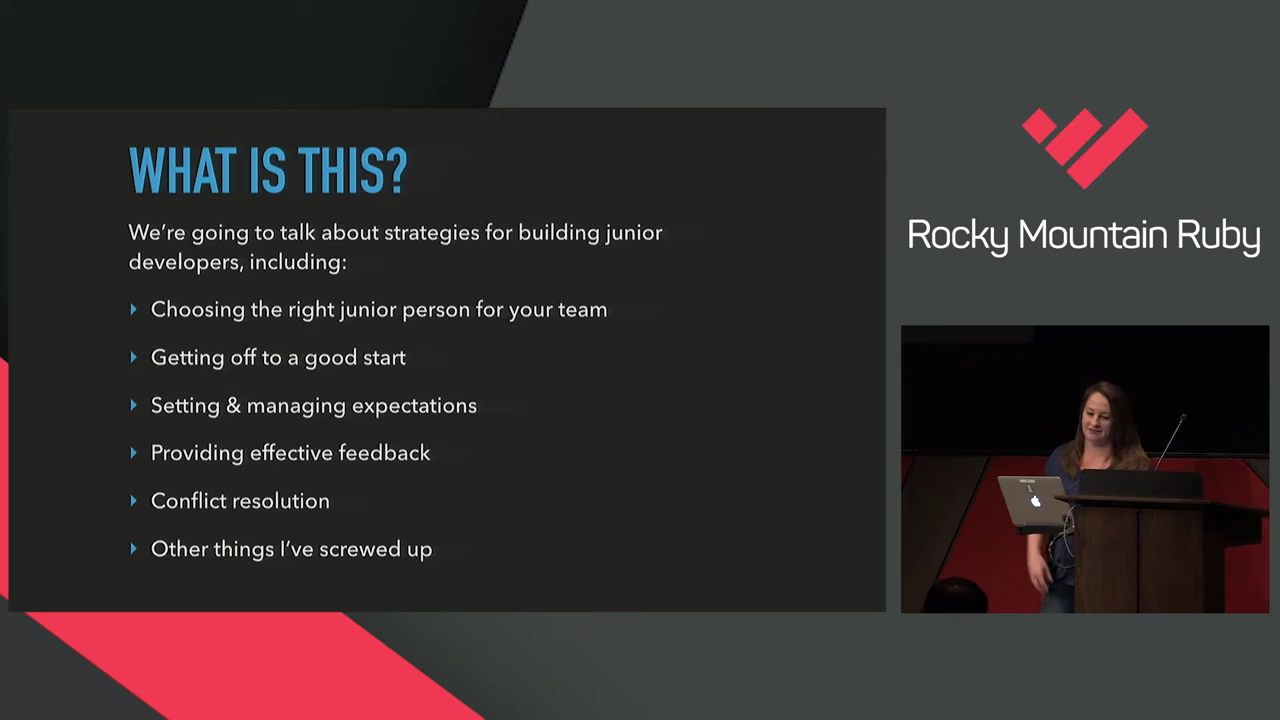 WHAT IS THIS?
We're going to talk about strategies for building junior
developers, including:
Choosing the right junior person for your team
Getting off to a good start
Setting & managing expectations
Providing effective feedback
Conflict resolution
Other things I've screwed up
Rocky Mountain Ruby